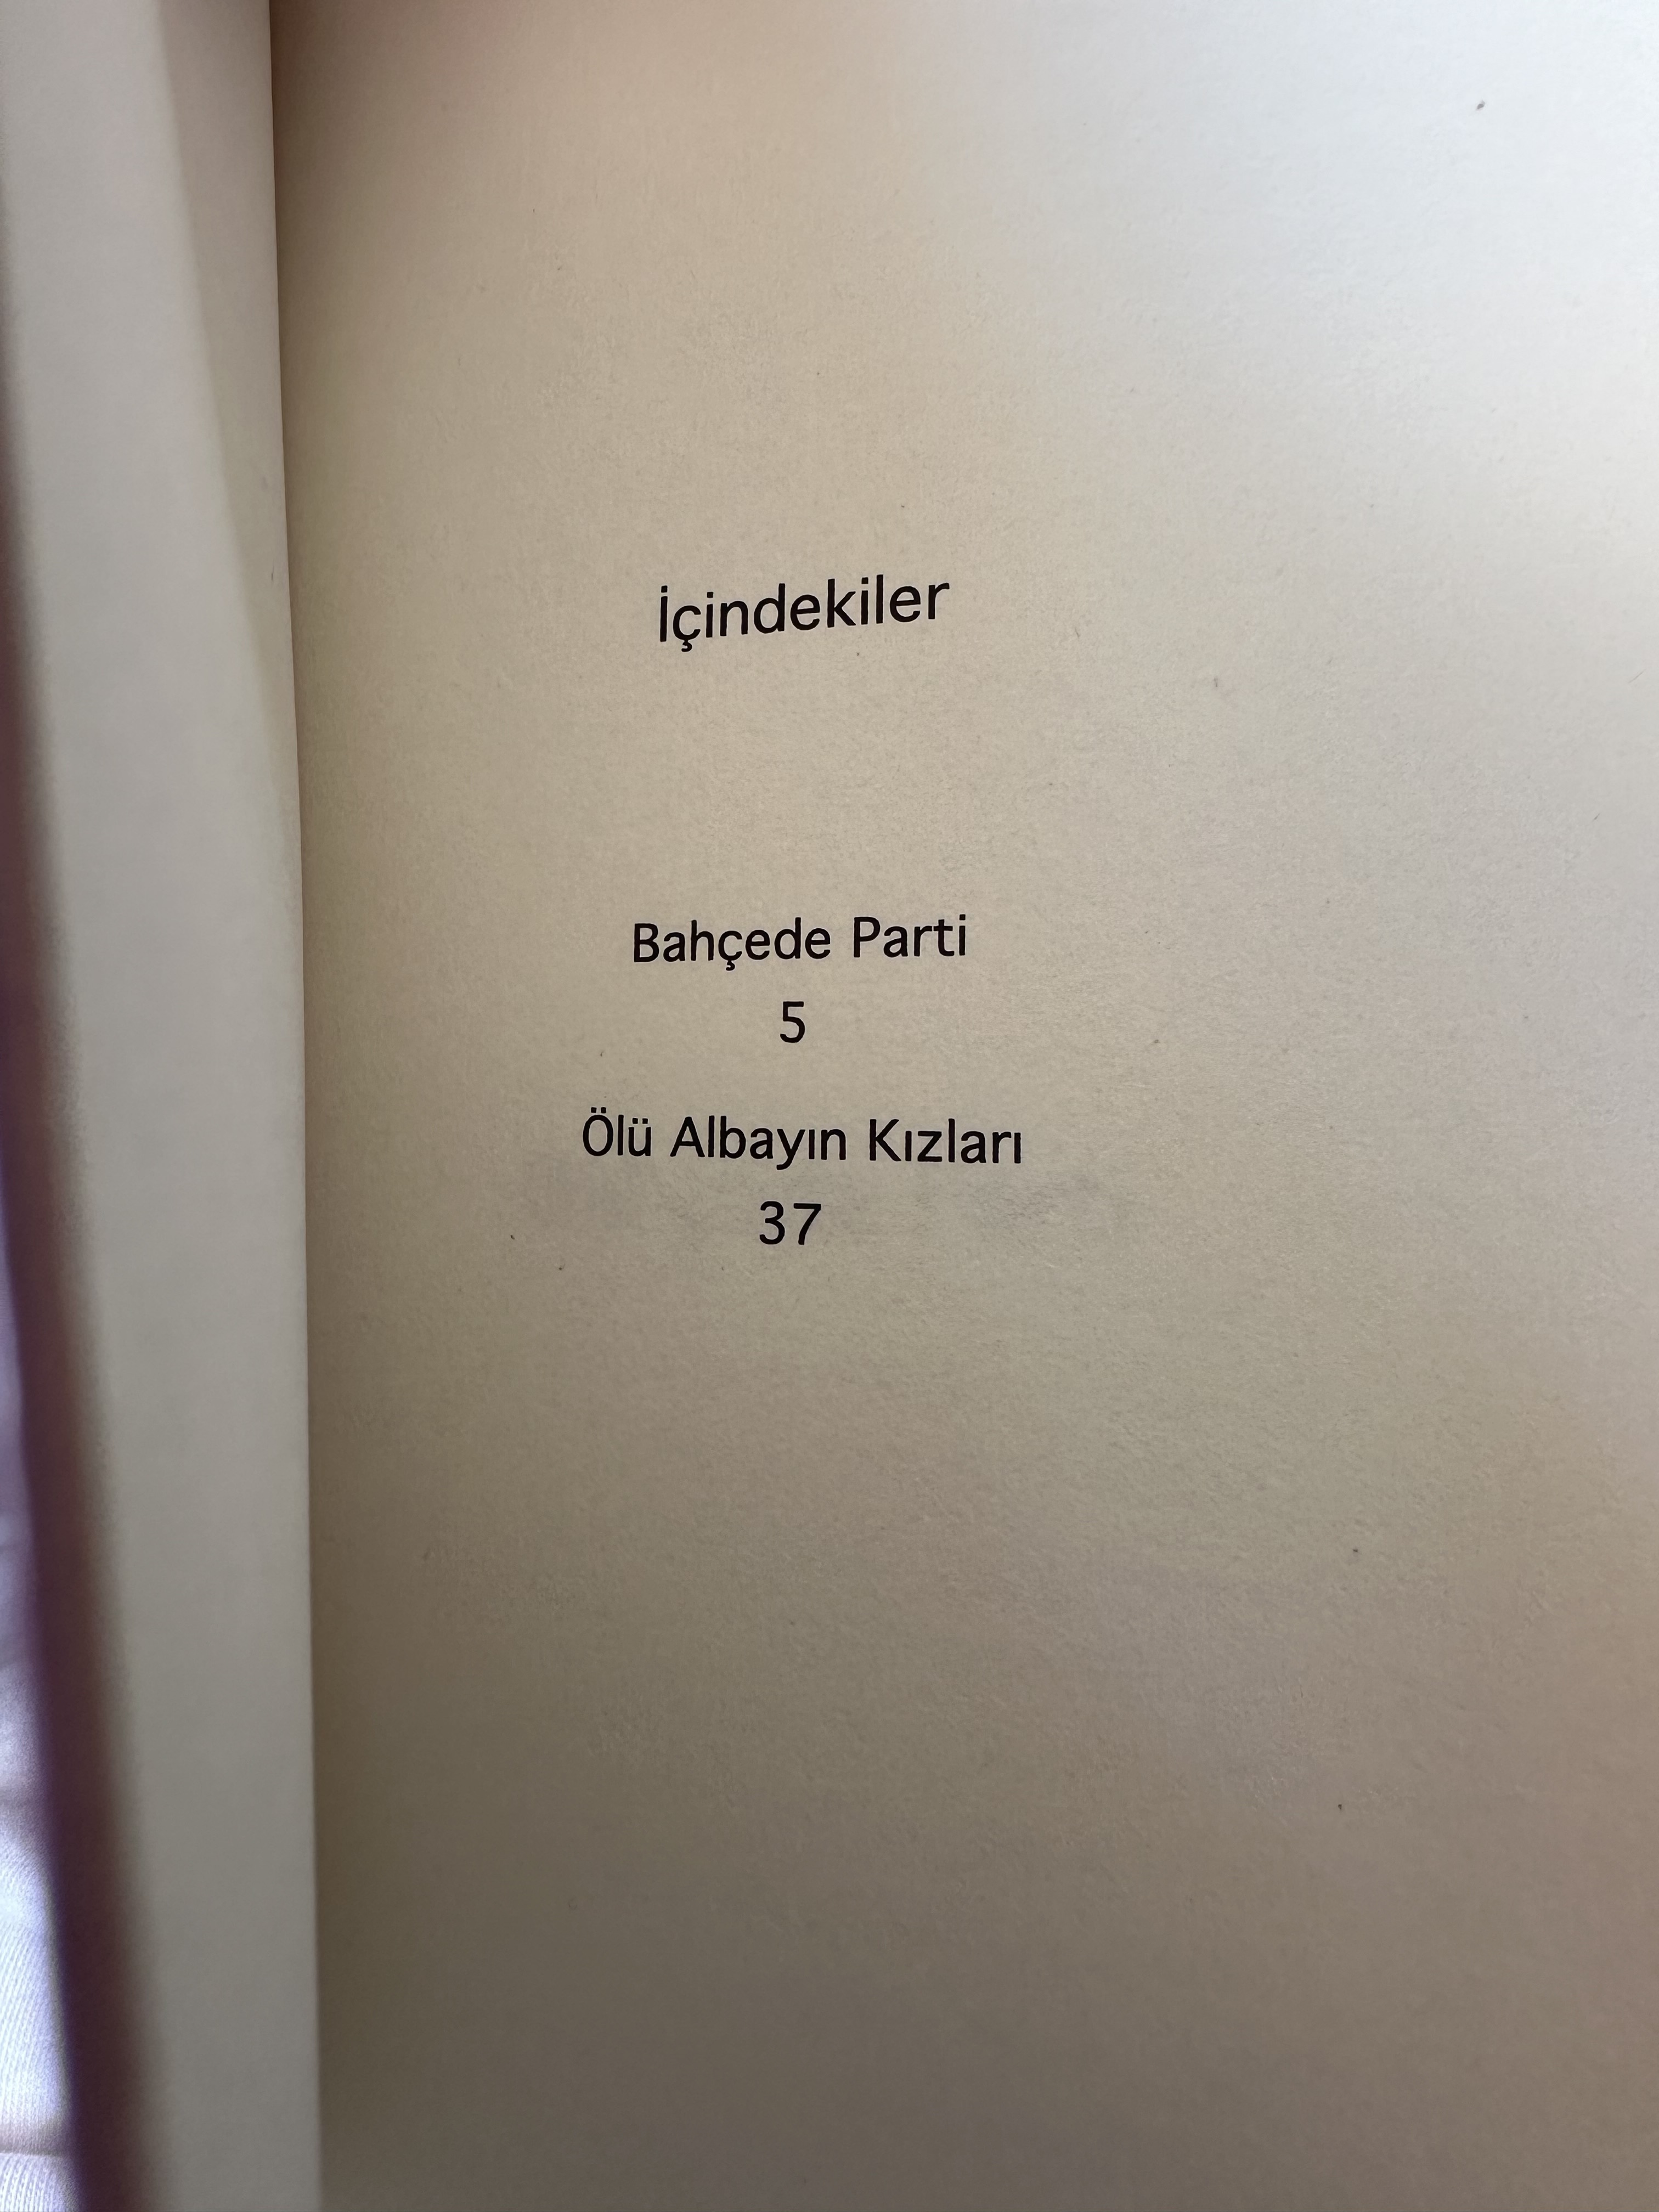 İçindekiler
Bahçede Parti
5
Ölü Albayın Kızları
37